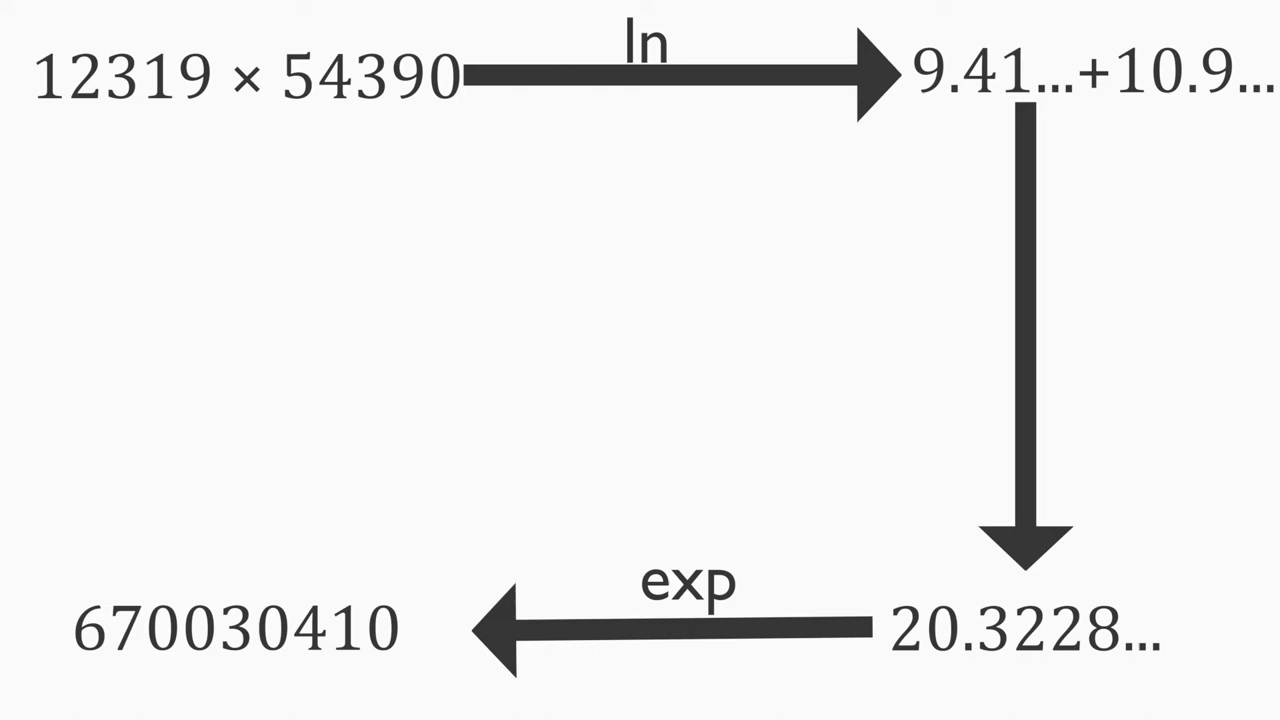 ln
12319 × 54390
9.41...+10.9...
exp
670030410
20.3228...